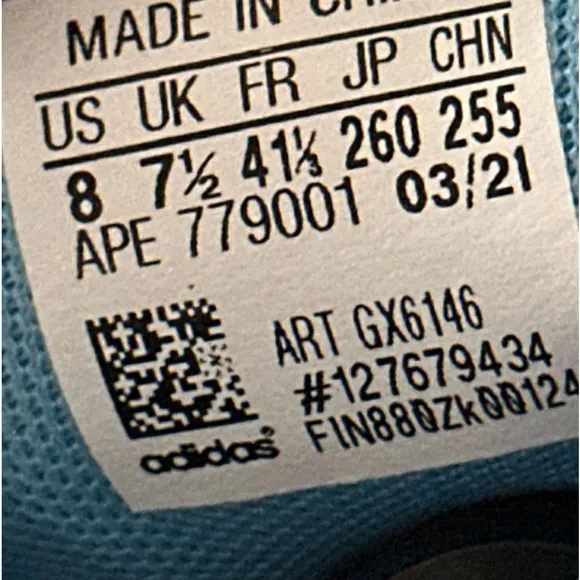 MADE IN
US UK FR JP CHN
8 7½ 41⅓ 260 255
APE 779001 03/21
ART GX6146
#127679434
FIN880Zk00124
adidas